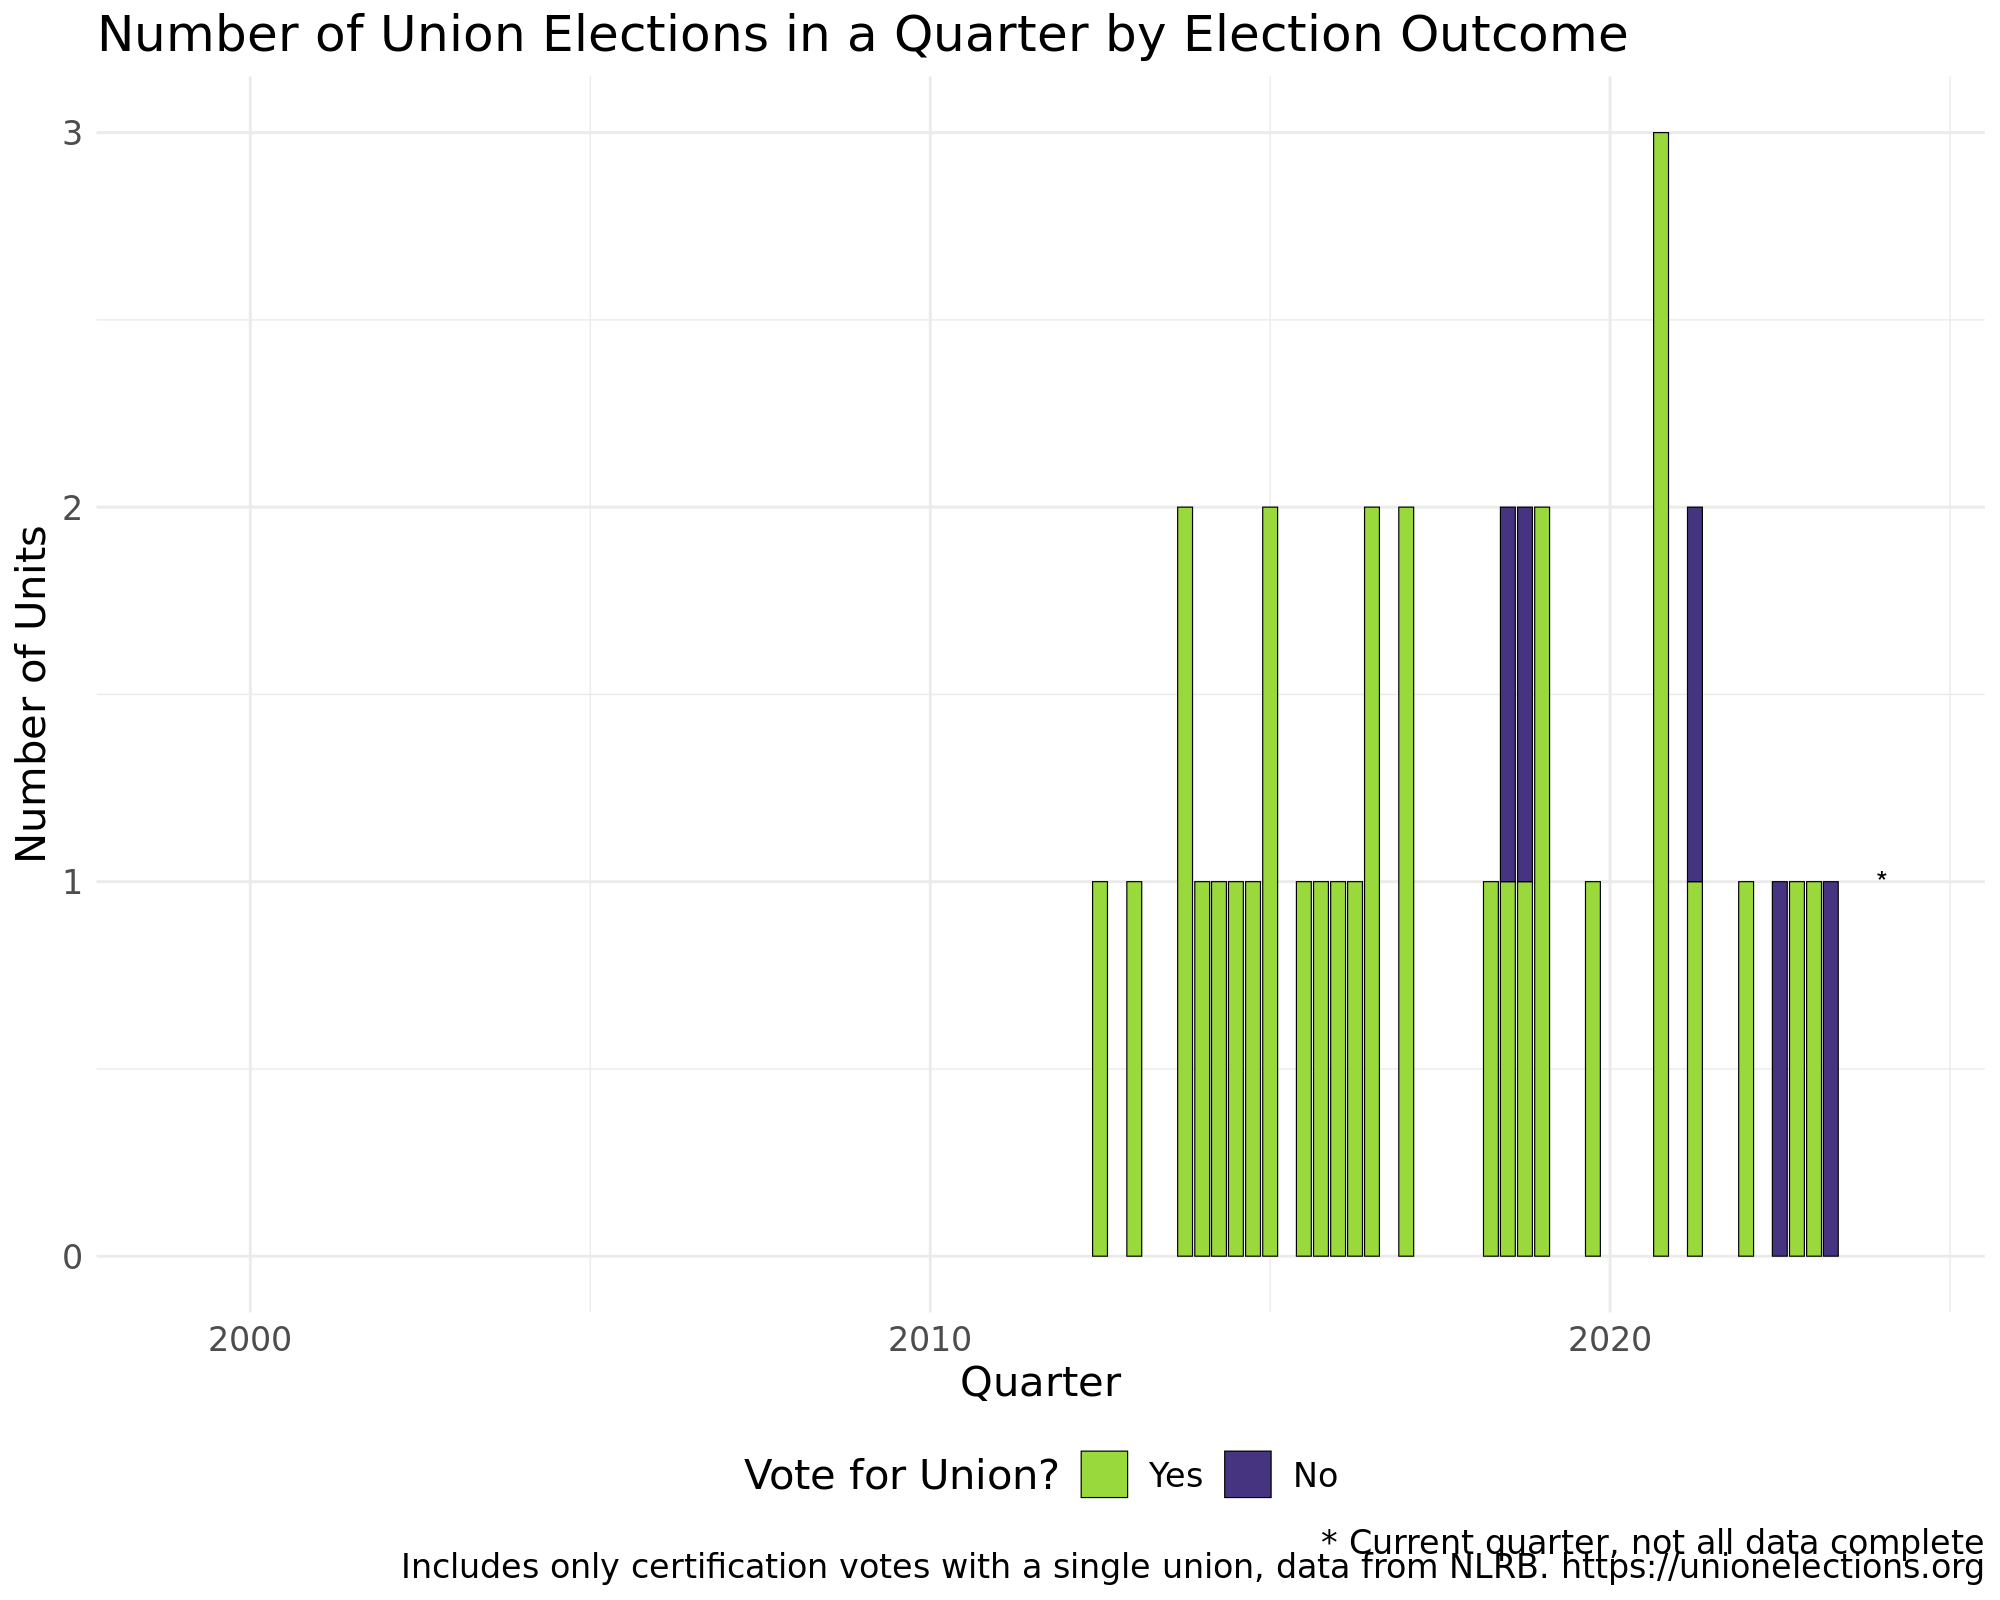 Number of Union Elections in a Quarter by Election Outcome
Number of Units
3
2
1
0
*
2000 2010 2020
Quarter
Vote for Union? Yes No
* Current quarter, not all data complete
Includes only certification votes with a single union, data from NLRB. https://unionelections.org